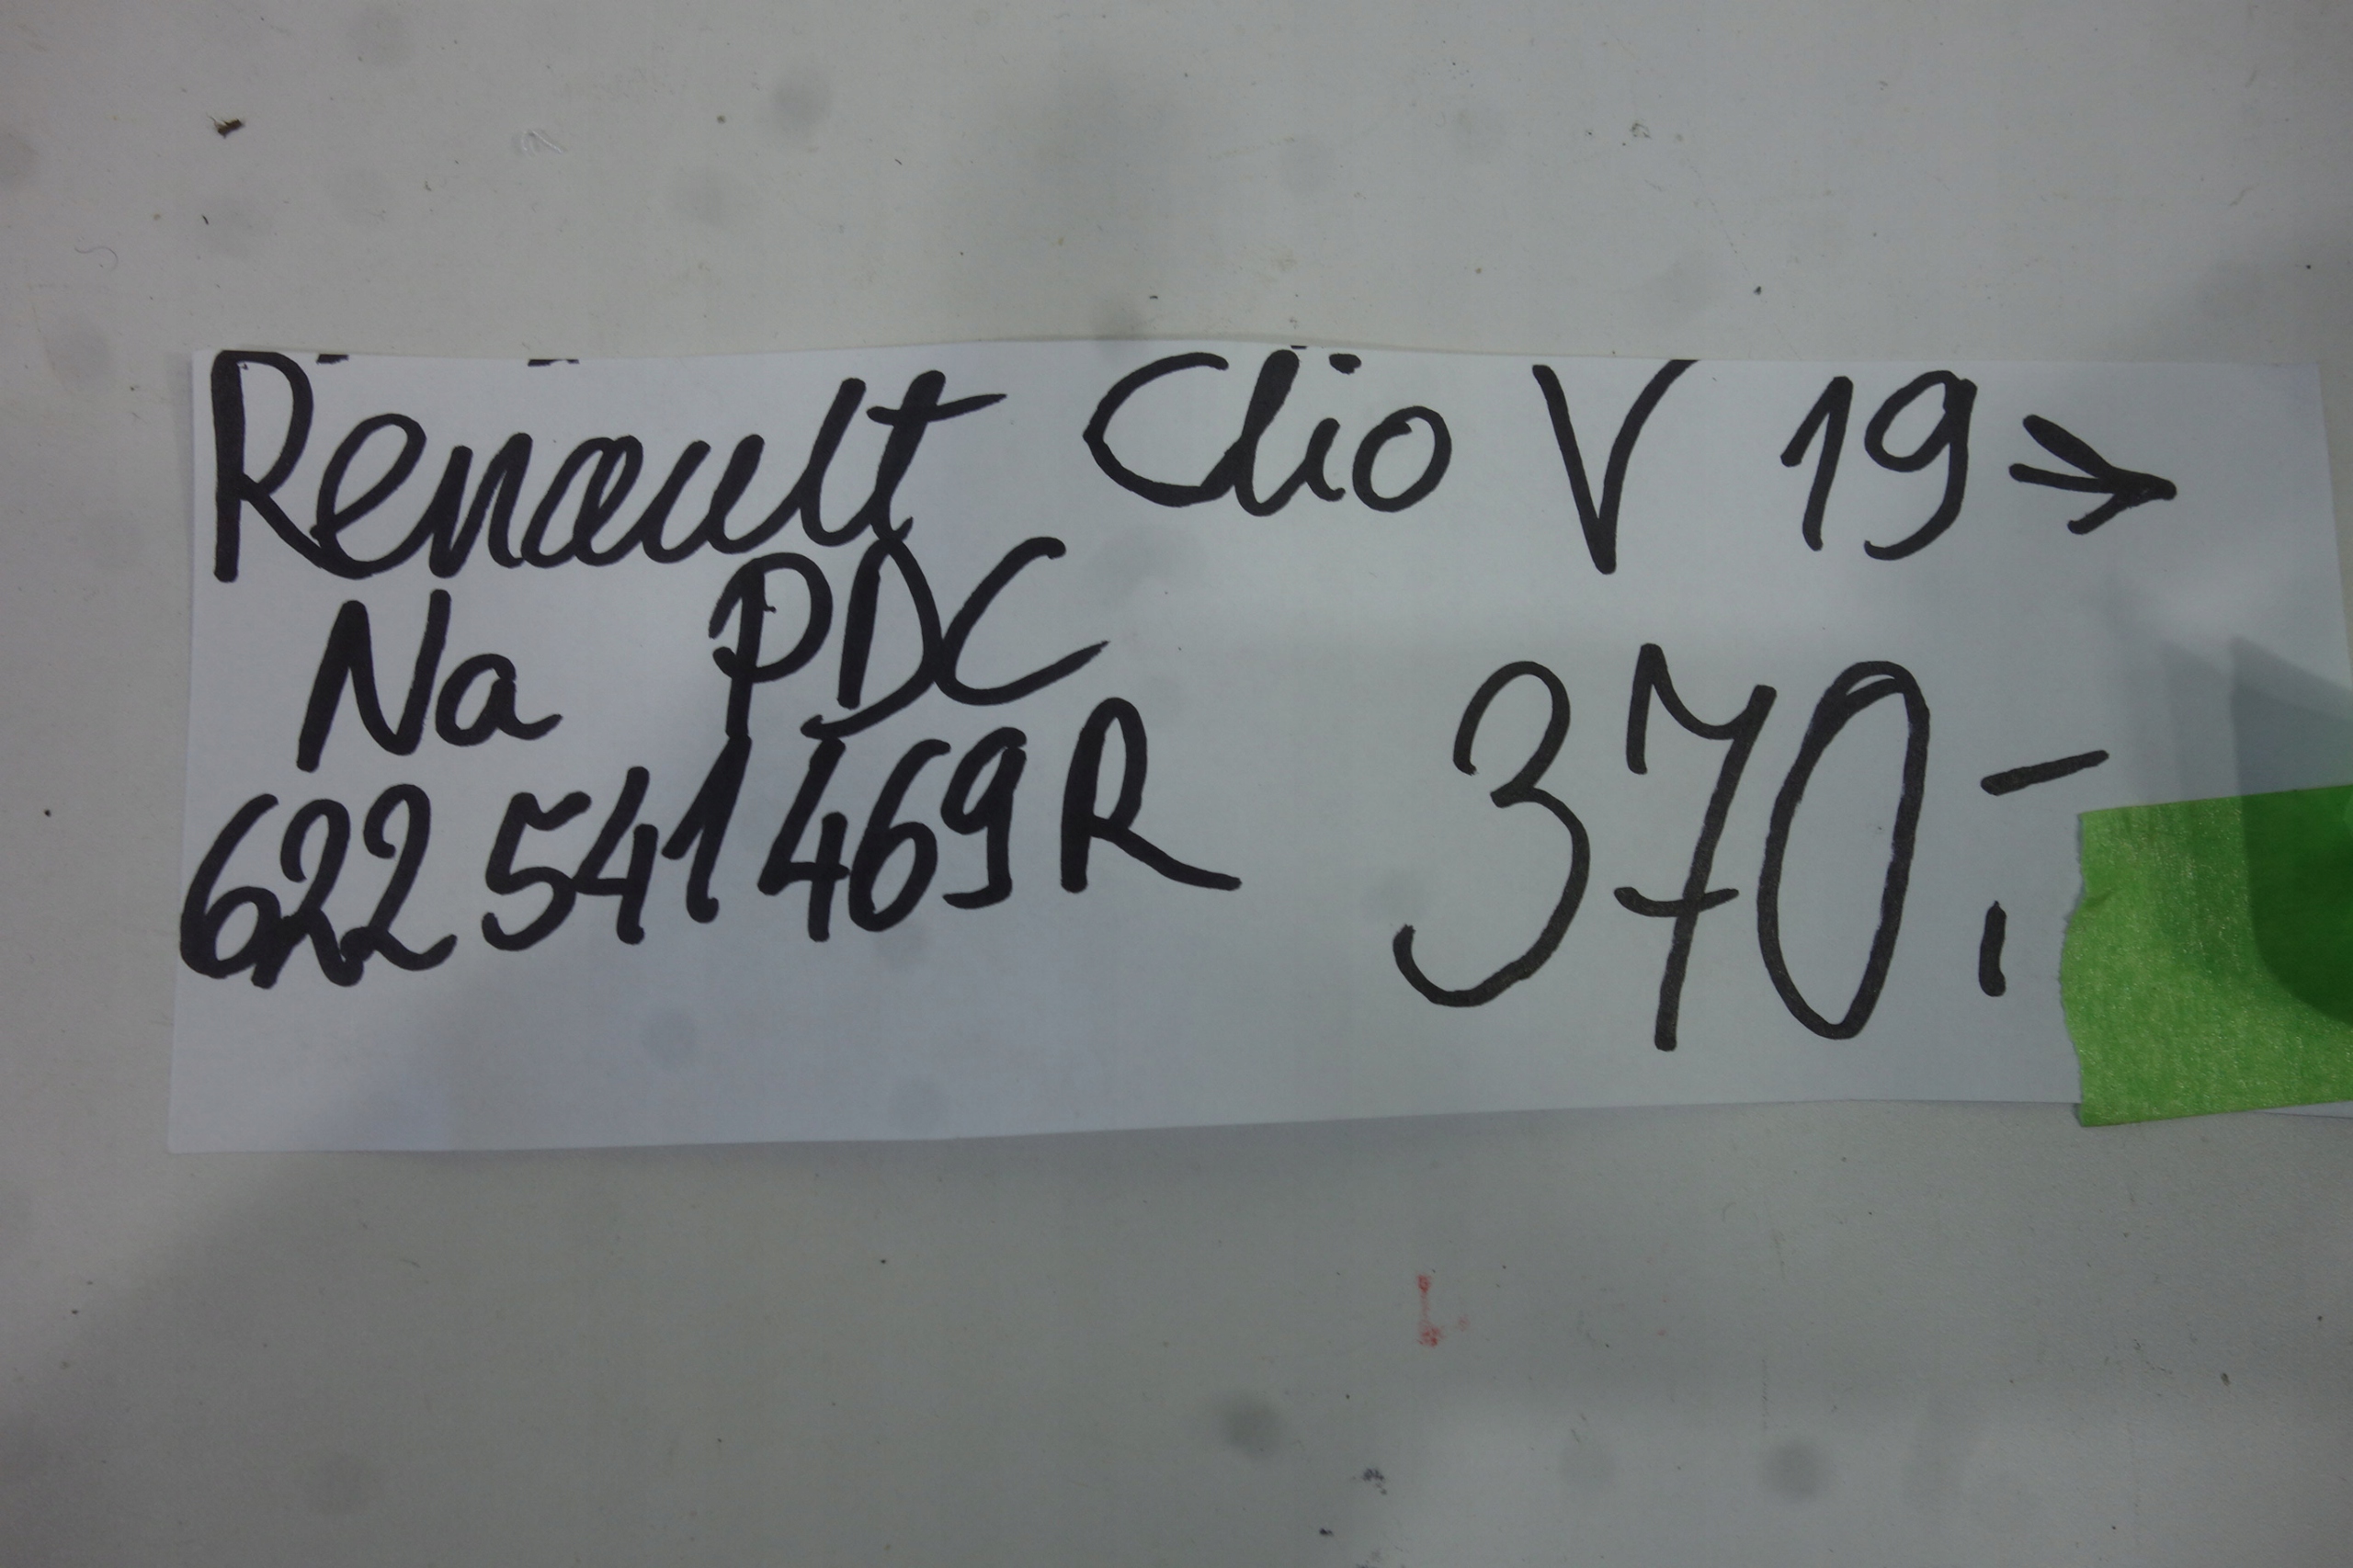 Renault Clio V 19→
Na PDC
622541469R 370.-